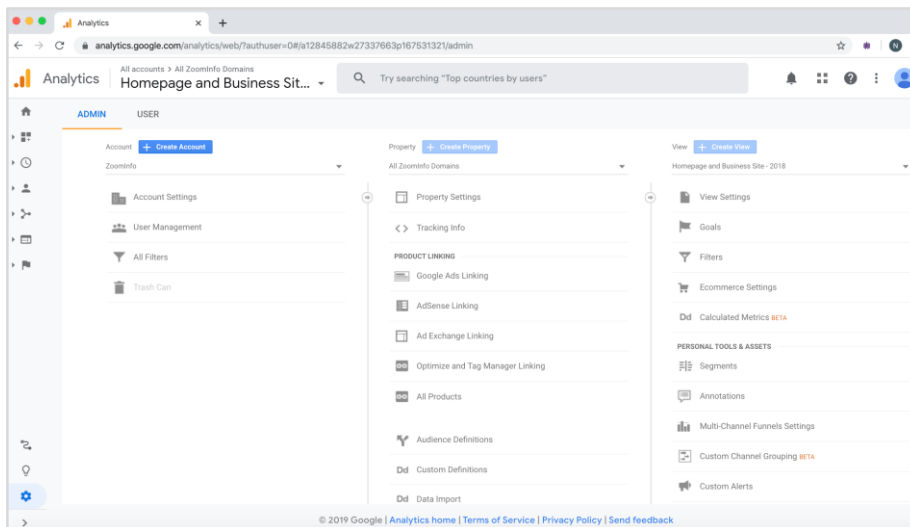 Analytics
analytics.google.com/analytics/web/?authuser=0#/a12845882w27337663p167531321/admin
N
Analytics
All accounts > All ZoomInfo Domains
Homepage and Business Sit...
Try searching “Top countries by users”
ADMIN USER
Account + Create Account
ZoomInfo
Account Settings
User Management
All Filters
Trash Can
Property + Create Property
All ZoomInfo Domains
Property Settings
<> Tracking Info
PRODUCT LINKING
Google Ads Linking
AdSense Linking
Ad Exchange Linking
Optimize and Tag Manager Linking
All Products
Audience Definitions
Dd Custom Definitions
Dd Data Import
View + Create View
Homepage and Business Site - 2018
View Settings
Goals
Filters
Ecommerce Settings
Dd Calculated Metrics BETA
PERSONAL TOOLS & ASSETS
Segments
Annotations
Multi-Channel Funnels Settings
Custom Channel Grouping BETA
Custom Alerts
© 2019 Google | Analytics home | Terms of Service | Privacy Policy | Send feedback